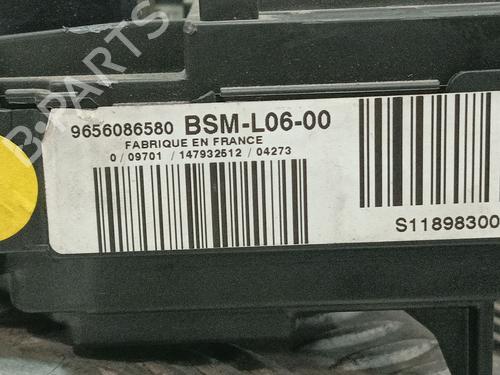 B-PARTS
9656086580 BSM-L06-00
FABRIQUE EN FRANCE
0 / 09701 / 147932512 / 04273
S11898300